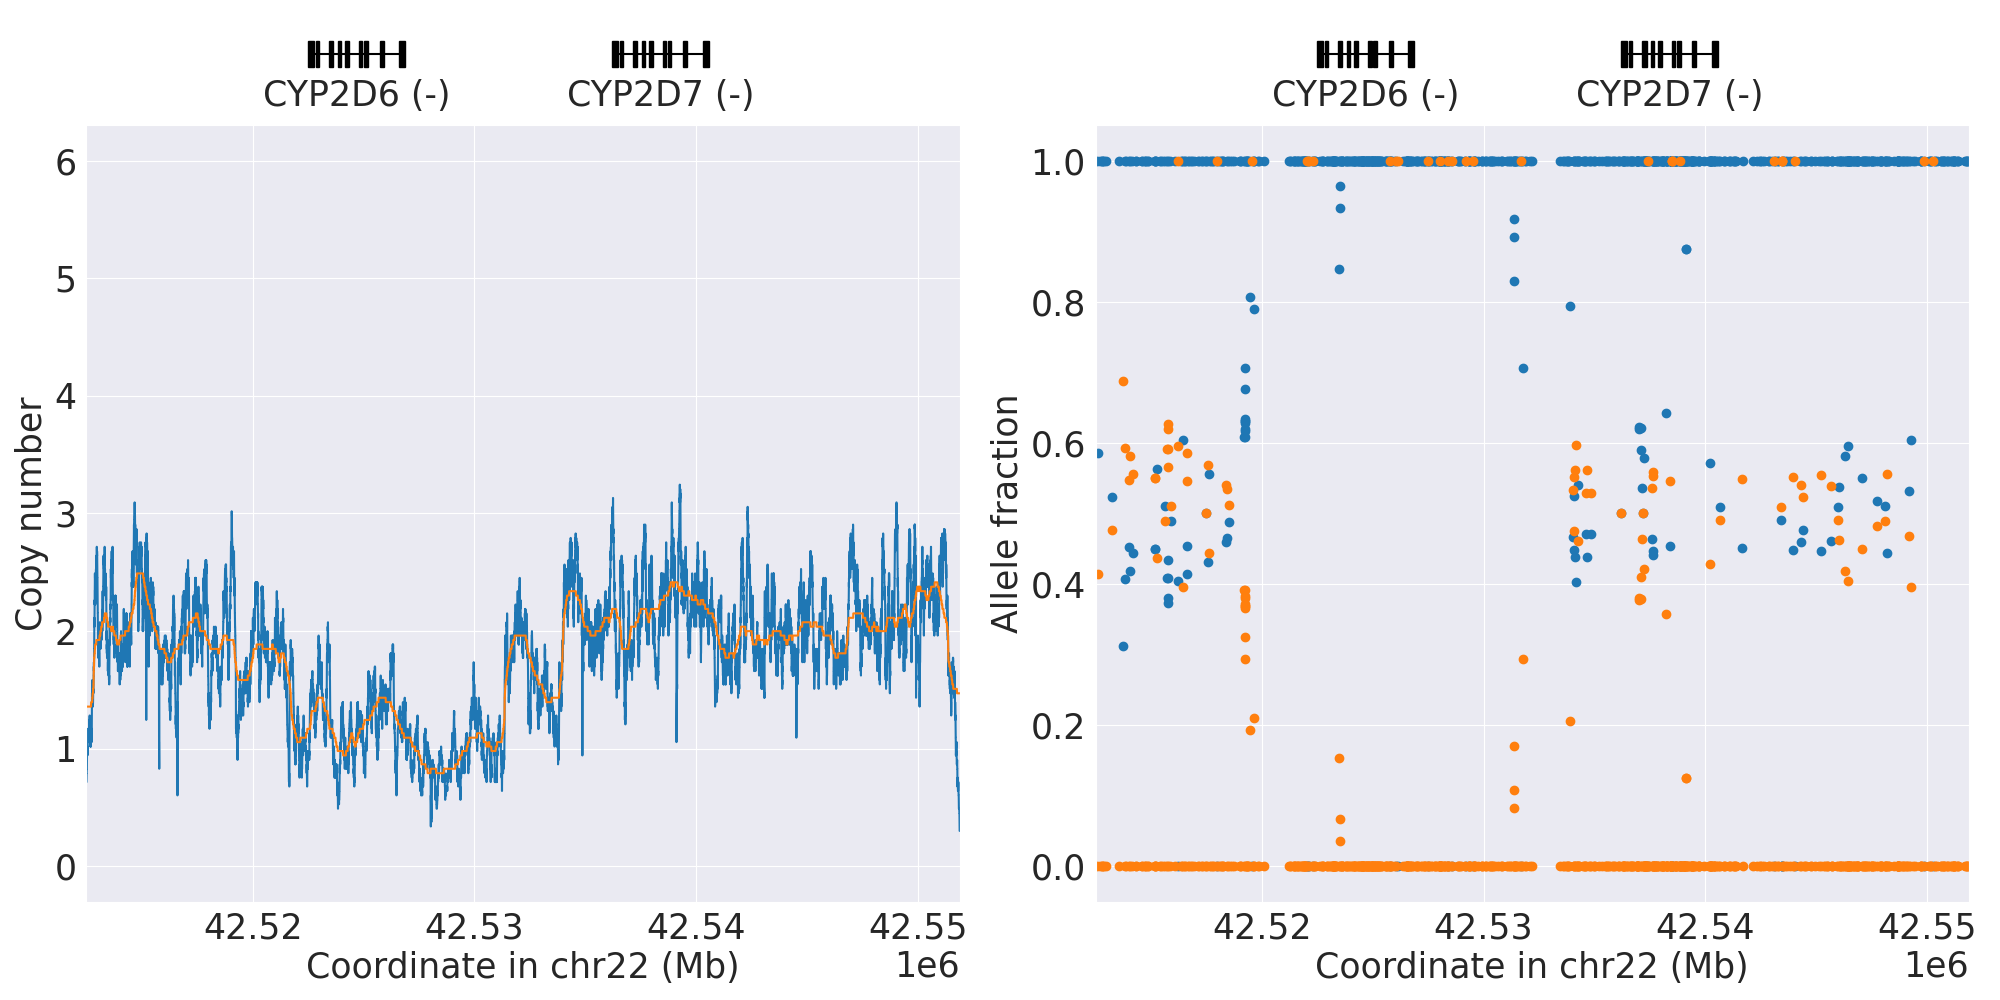 CYP2D6 (-) CYP2D7 (-)
6
5
4
3
2
1
0
Copy number
42.52 42.53 42.54 42.55
Coordinate in chr22 (Mb) 1e6
CYP2D6 (-) CYP2D7 (-)
1.0
0.8
0.6
0.4
0.2
0.0
Allele fraction
42.52 42.53 42.54 42.55
Coordinate in chr22 (Mb) 1e6